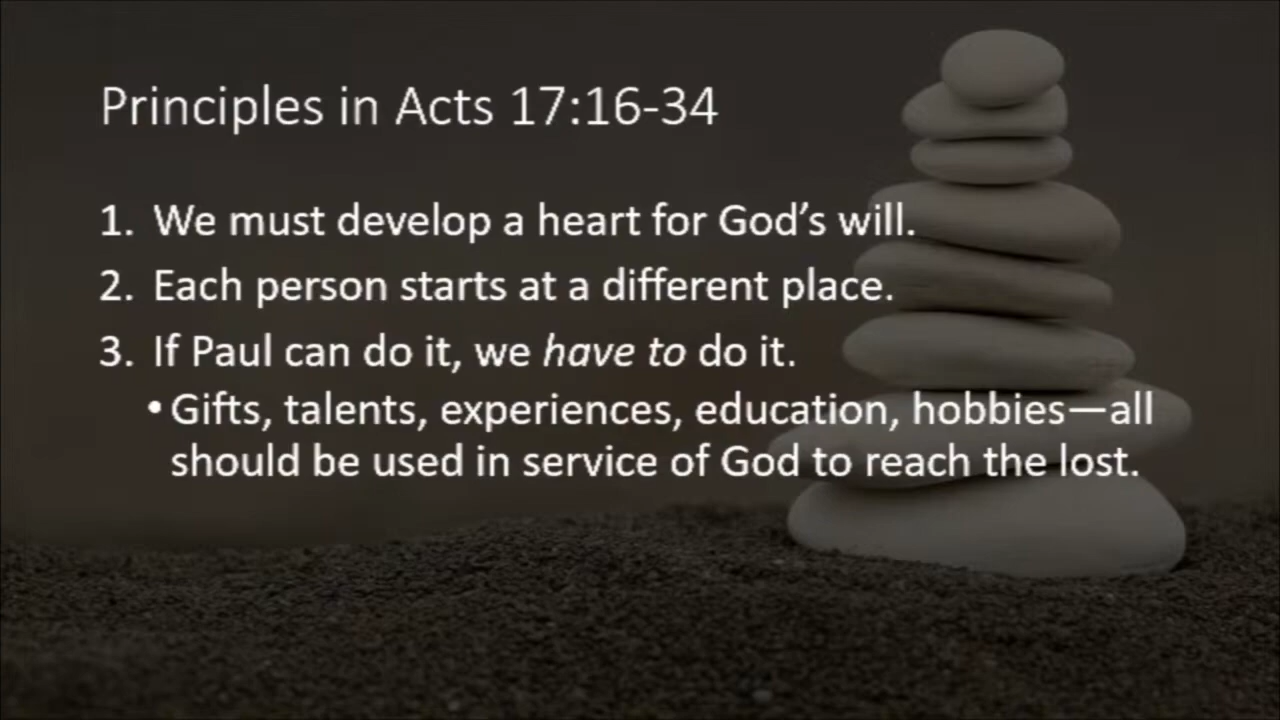 Principles in Acts 17:16-34
1. We must develop a heart for God’s will.
2. Each person starts at a different place.
3. If Paul can do it, we have to do it.
• Gifts, talents, experiences, education, hobbies—all
should be used in service of God to reach the lost.